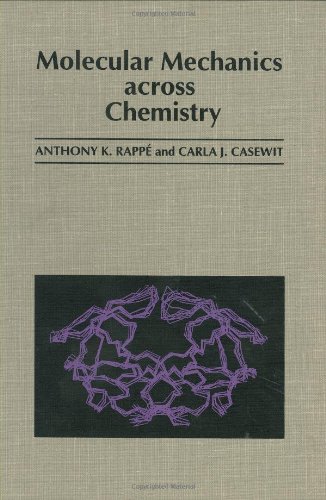 Molecular Mechanics
across
Chemistry
ANTHONY K. RAPPÉ and CARLA J. CASEWIT